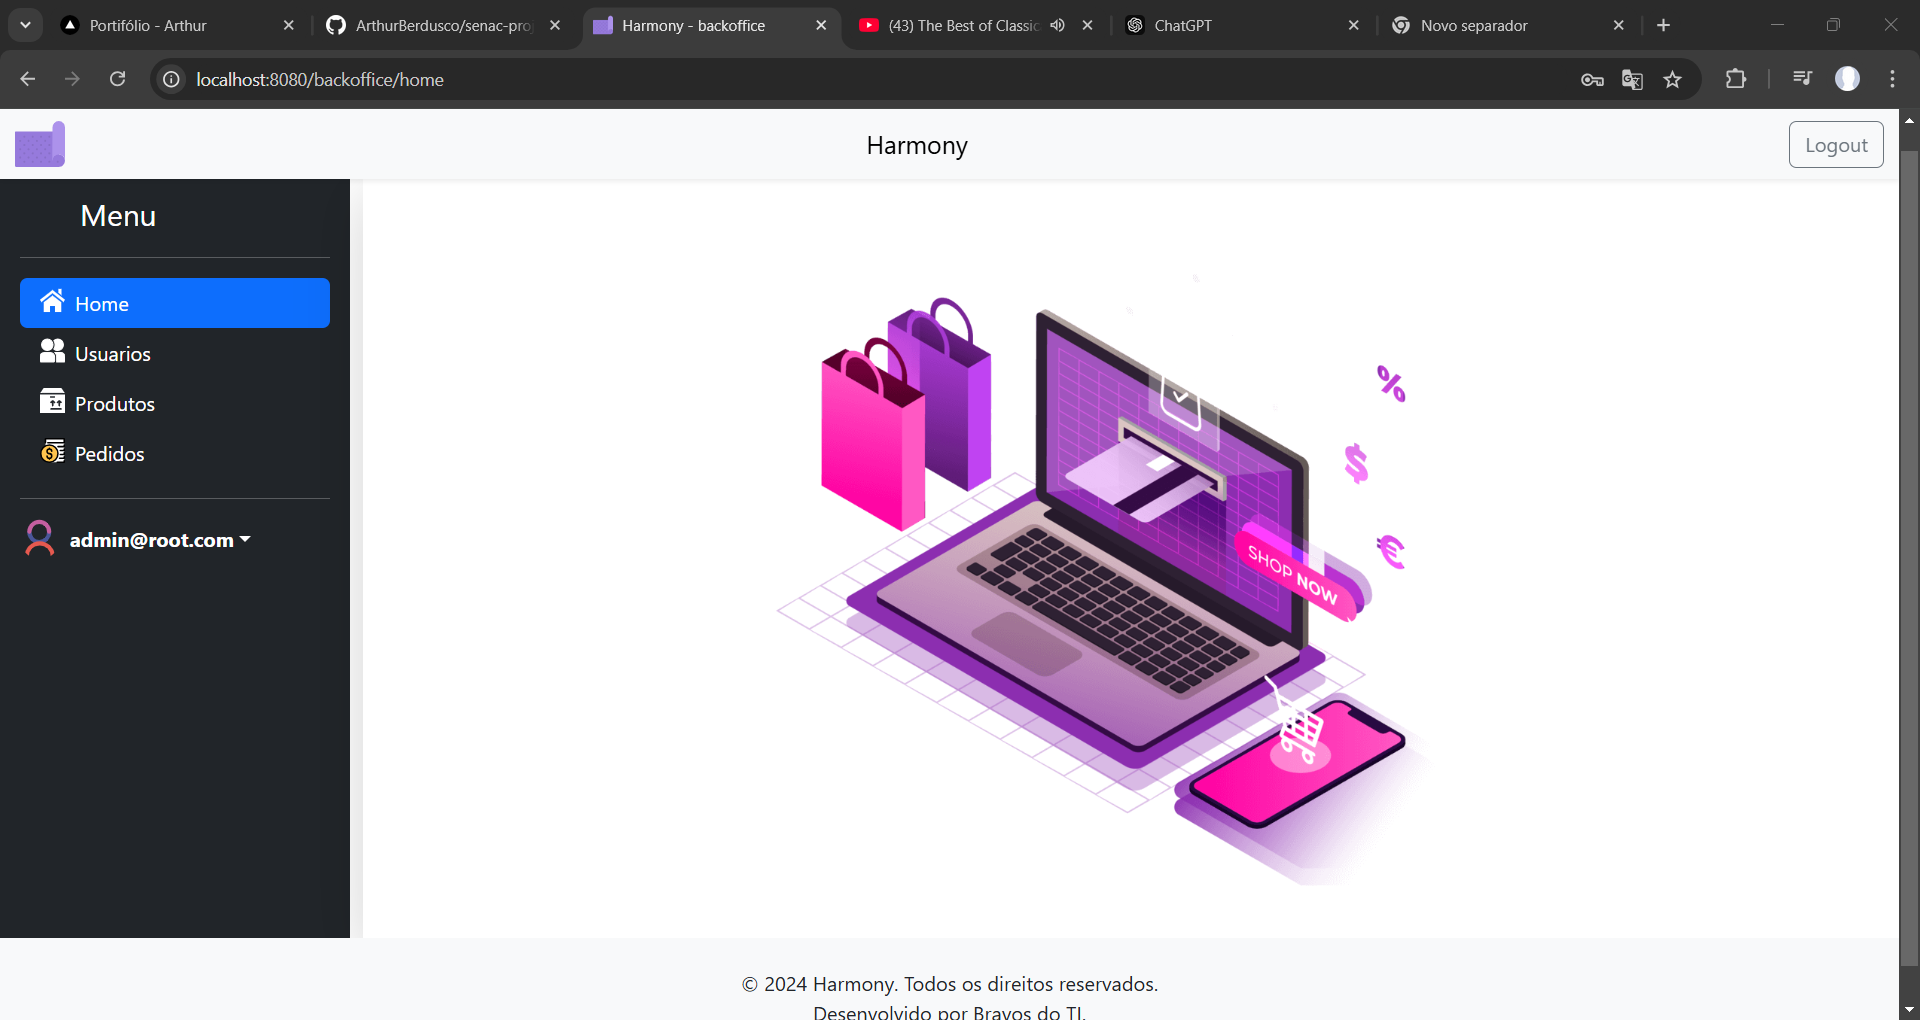 Portifólio - Arthur
ArthurBerdusco/senac-pro
Harmony - backoffice
(43) The Best of Classic
ChatGPT
Novo separador
localhost:8080/backoffice/home
Harmony
Logout
Menu
Home
Usuarios
Produtos
Pedidos
admin@root.com
%
$
€
SHOP NOW
© 2024 Harmony. Todos os direitos reservados.
Desenvolvido por Bravos do TI.